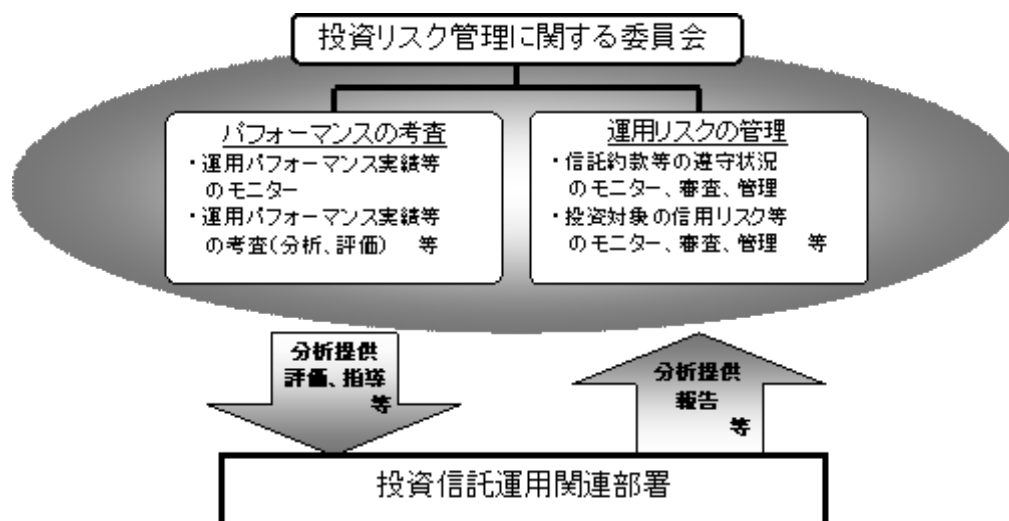 投資リスク管理に関する委員会
パフォーマンスの考査
・運用パフォーマンス実績等
のモニター
・運用パフォーマンス実績等
の考査(分析、評価) 等
運用リスクの管理
・信託約款等の遵守状況
のモニター、審査、管理
・投資対象の信用リスク等
のモニター、審査、管理 等
分析提供
評価、指導
等
分析提供
報告
等
投資信託運用関連部署